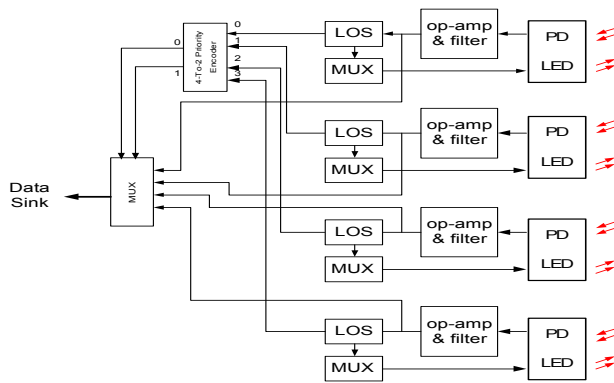 0
LOS
op-amp
& filter
PD
LED
0
1
4-To-2 Priority
Encoder
1
2
3
MUX
LOS
op-amp
& filter
PD
LED
MUX
MUX
Data
Sink
LOS
op-amp
& filter
PD
LED
MUX
LOS
op-amp
& filter
PD
LED
MUX